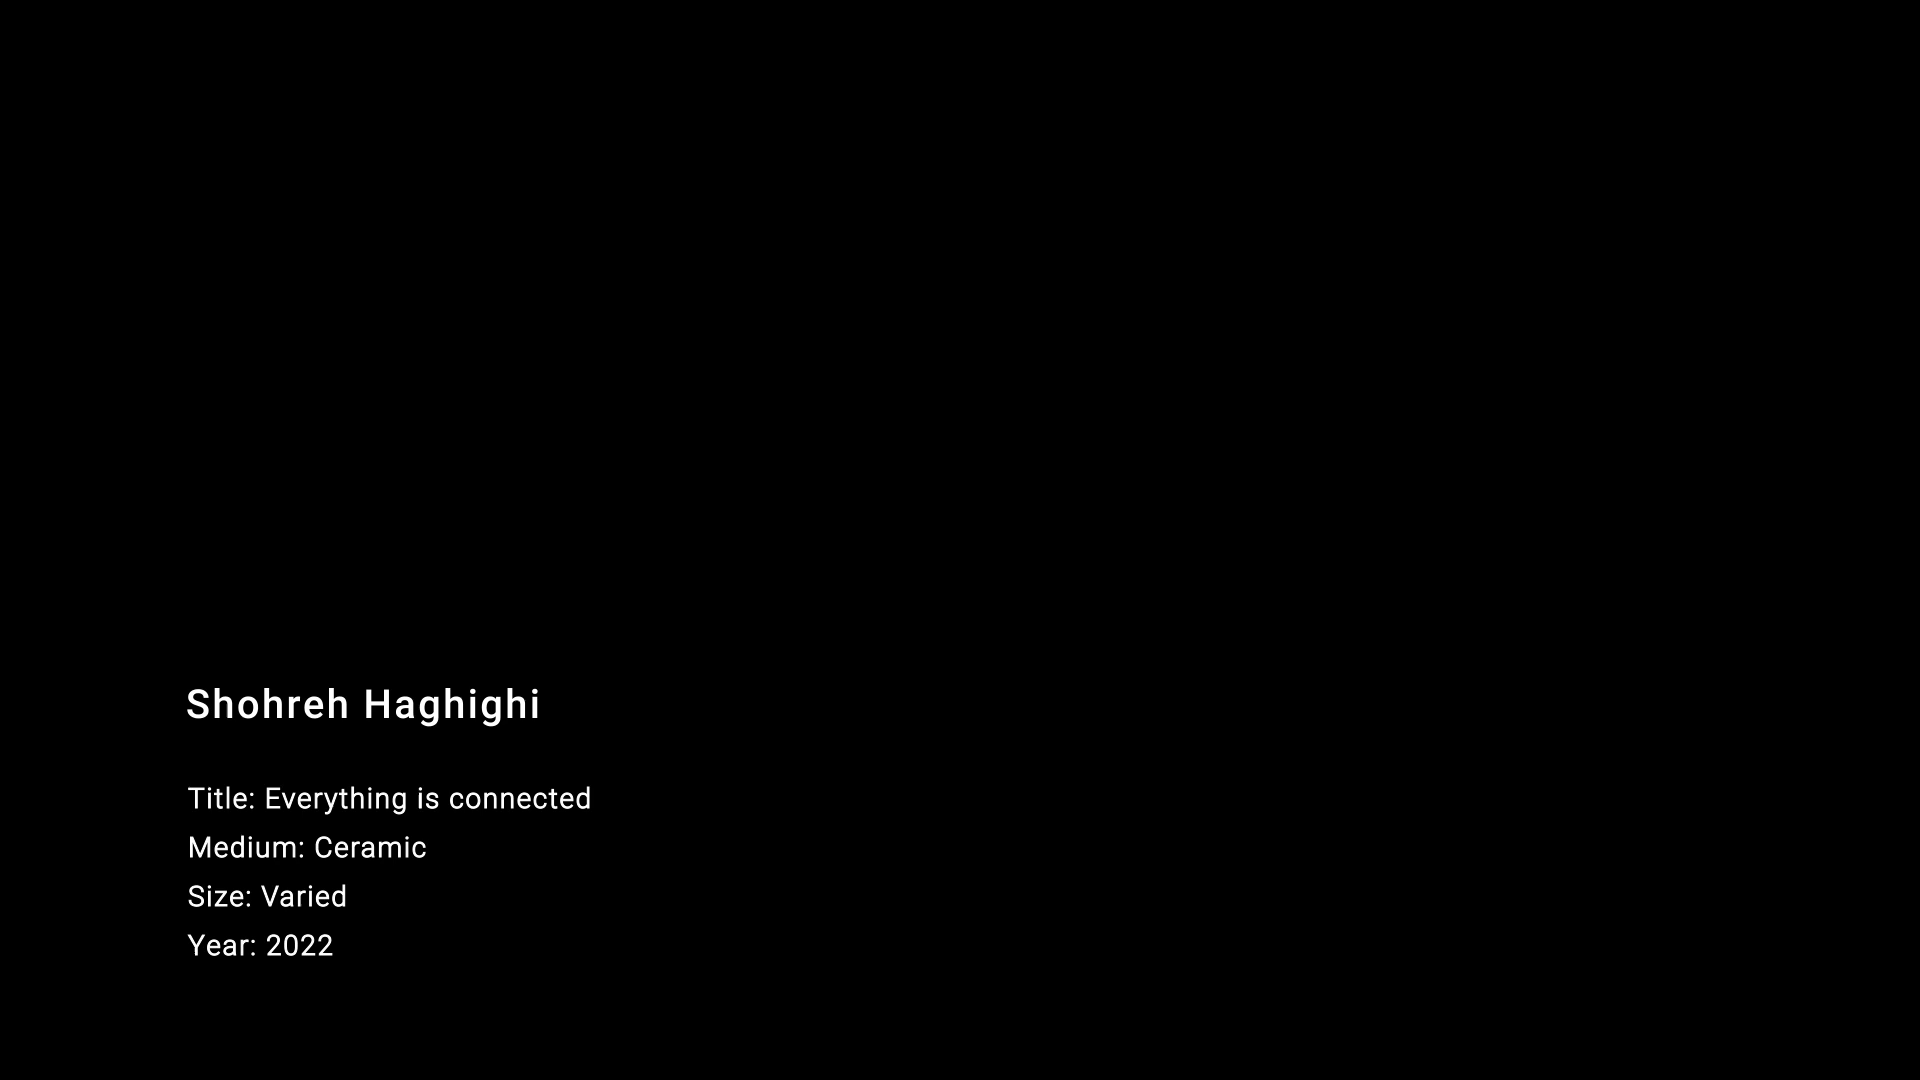 Shohreh Haghighi
Title: Everything is connected
Medium: Ceramic
Size: Varied
Year: 2022